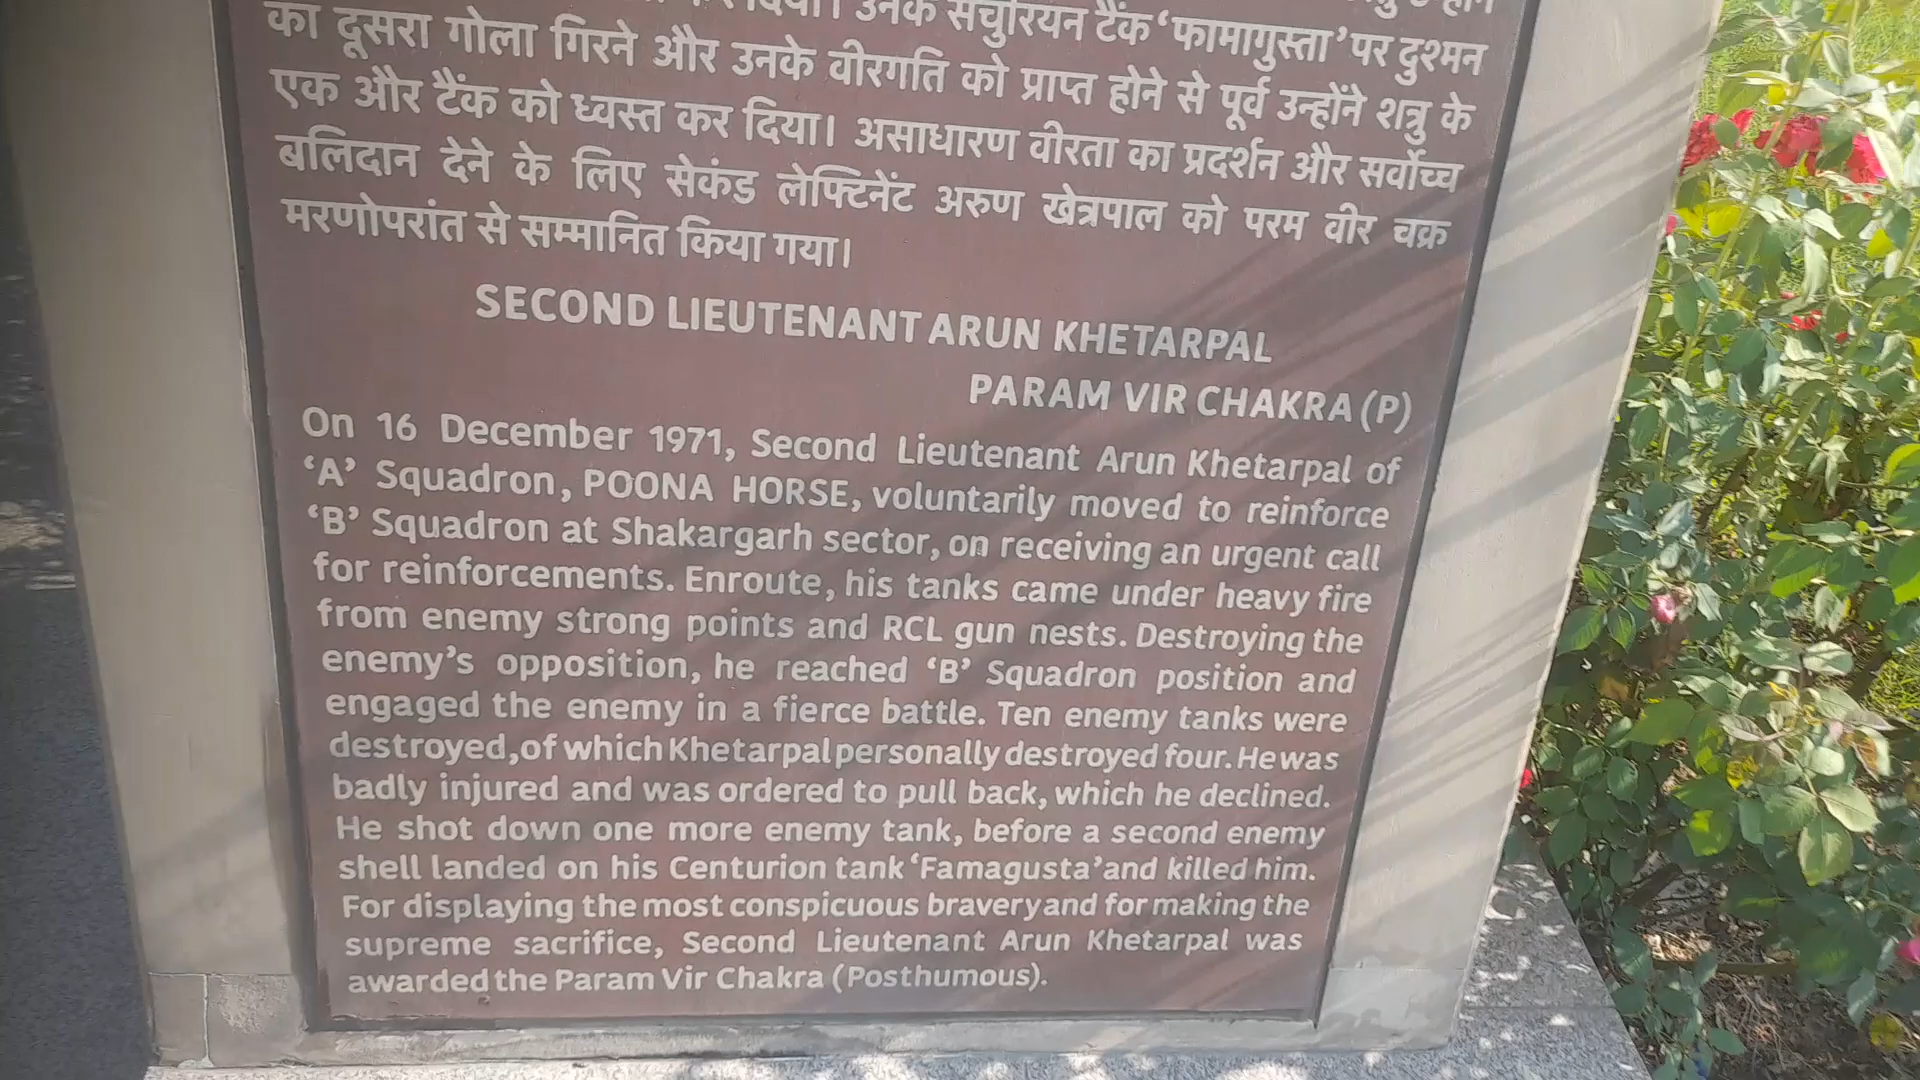 दिया। उनके सेंचुरियन टैंक ‘फामागुस्ता’ पर दुश्मन
का दूसरा गोला गिरने और उनके वीरगति को प्राप्त होने से पूर्व उन्होंने शत्रु के
एक और टैंक को ध्वस्त कर दिया। असाधारण वीरता का प्रदर्शन और सर्वोच्च
बलिदान देने के लिए सेकंड लेफ्टिनेंट अरुण खेत्रपाल को परम वीर चक्र
मरणोपरांत से सम्मानित किया गया।
SECOND LIEUTENANT ARUN KHETARPAL
PARAM VIR CHAKRA (P)
On 16 December 1971, Second Lieutenant Arun Khetarpal of
‘A’ Squadron, POONA HORSE, voluntarily moved to reinforce
‘B’ Squadron at Shakargarh sector, on receiving an urgent call
for reinforcements. Enroute, his tanks came under heavy fire
from enemy strong points and RCL gun nests. Destroying the
enemy’s opposition, he reached ‘B’ Squadron position and
engaged the enemy in a fierce battle. Ten enemy tanks were
destroyed, of which Khetarpal personally destroyed four. He was
badly injured and was ordered to pull back, which he declined.
He shot down one more enemy tank, before a second enemy
shell landed on his Centurion tank ‘Famagusta’ and killed him.
For displaying the most conspicuous bravery and for making the
supreme sacrifice, Second Lieutenant Arun Khetarpal was
awarded the Param Vir Chakra (Posthumous).